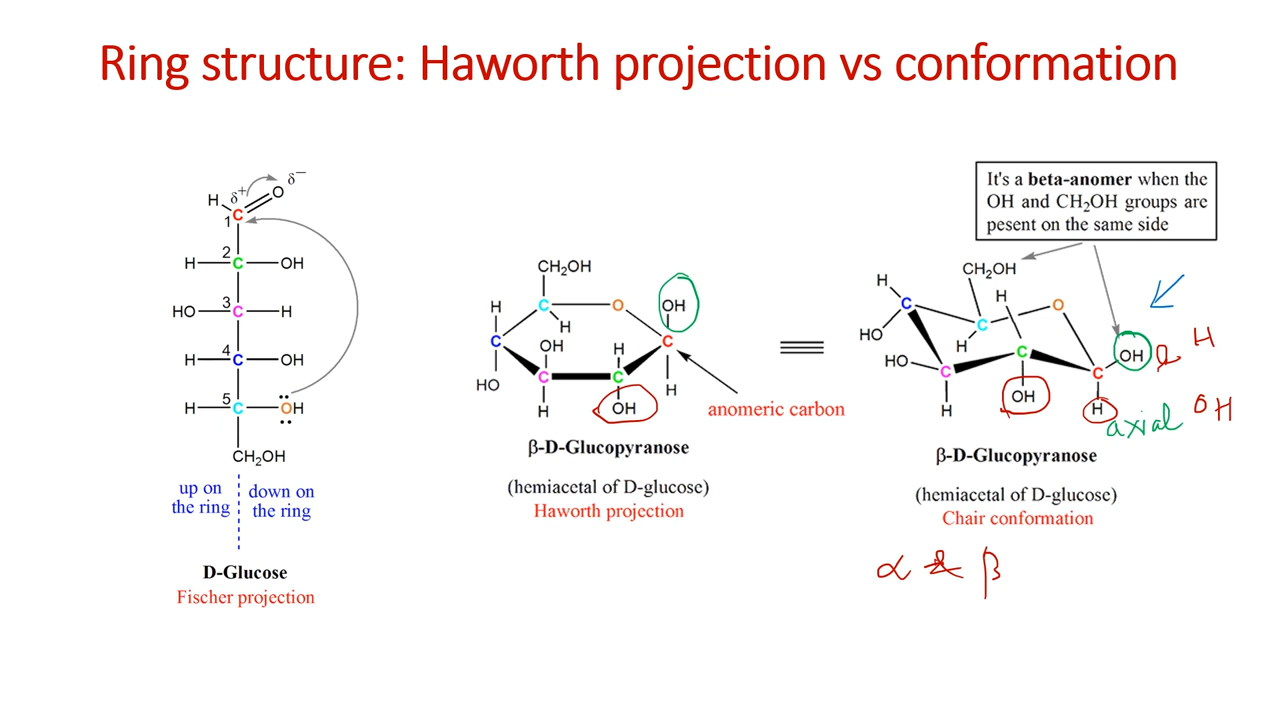 Ring structure: Haworth projection vs conformation
H δ+ O δ−
1 C
2
H C OH
HO 3 C H
4
H C OH
5
H C OH
CH2OH
up on the ring
down on the ring
D-Glucose
Fischer projection
CH2OH
H C O OH
H
C OH H C
HO C C H
H OH
anomeric carbon
β-D-Glucopyranose
(hemiacetal of D-glucose)
Haworth projection
It's a beta-anomer when the
OH and CH2OH groups are
pesent on the same side
CH2OH
H H
C O
HO C
H C OH H
HO C C
OH
H H axial OH
β-D-Glucopyranose
(hemiacetal of D-glucose)
Chair conformation
α & β